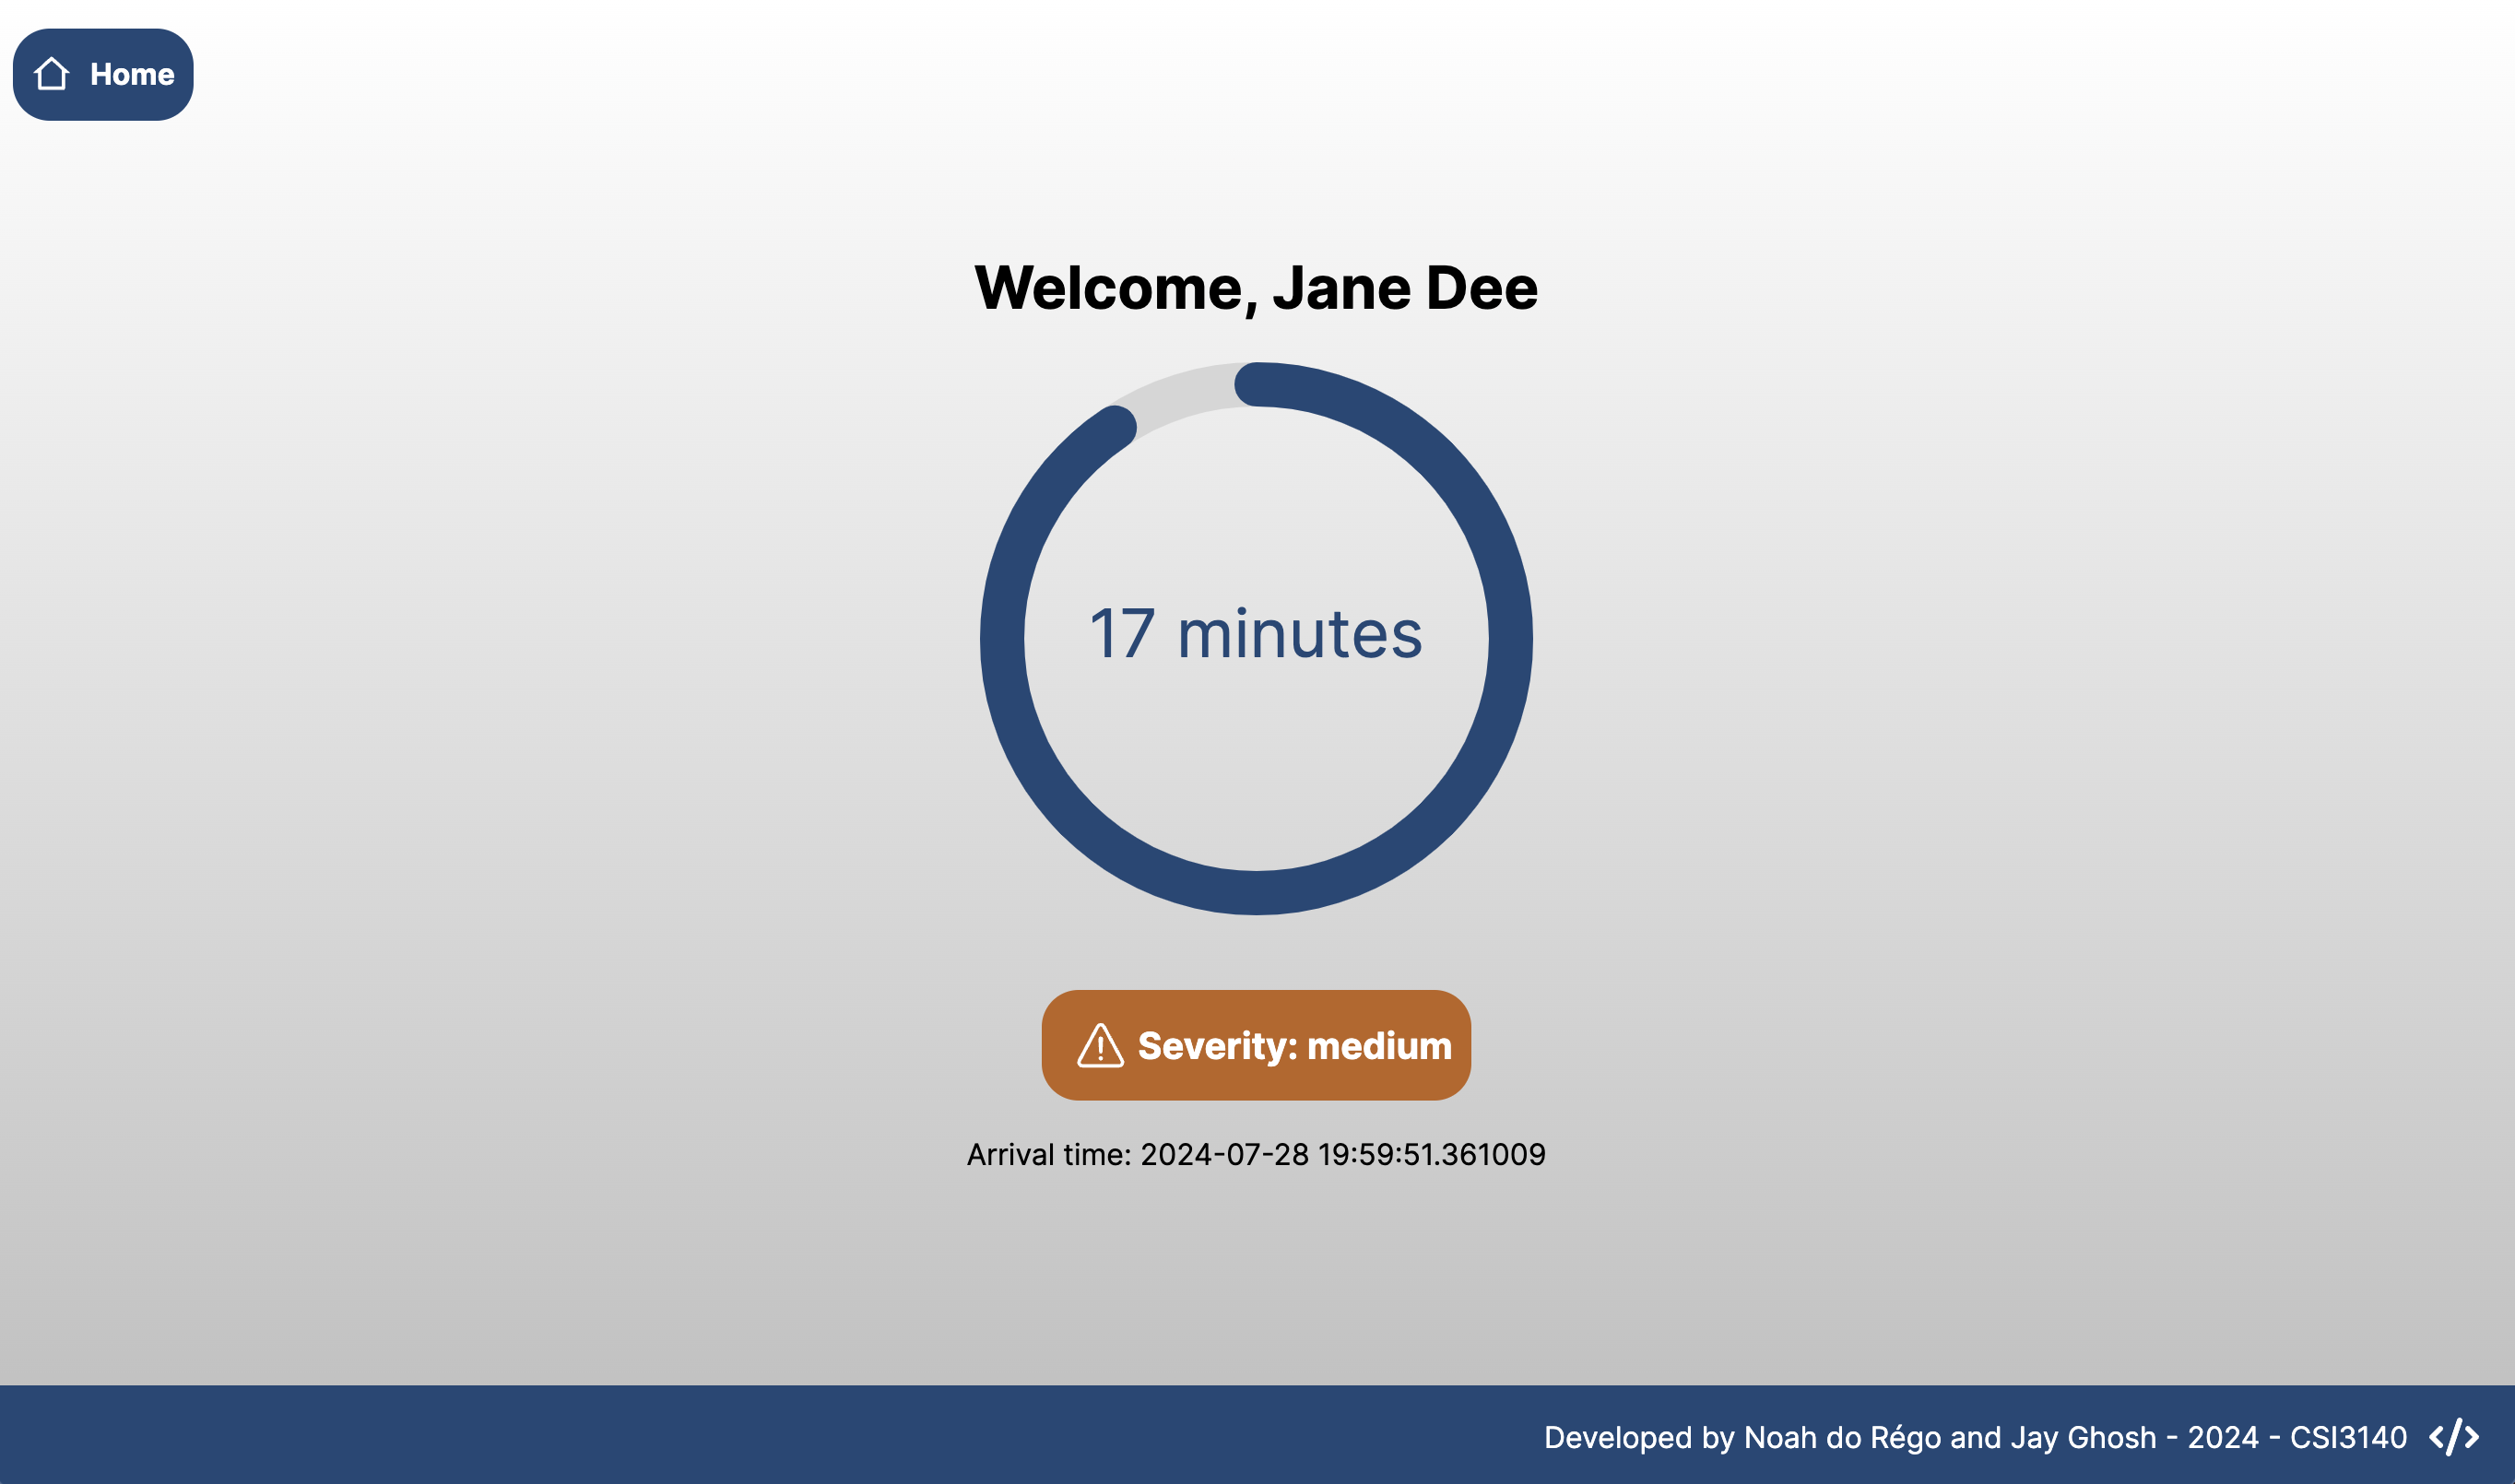 Home
Welcome, Jane Dee
17 minutes
Severity: medium
Arrival time: 2024-07-28 19:59:51.361009
Developed by Noah do Régo and Jay Ghosh - 2024 - CSI3140 </>